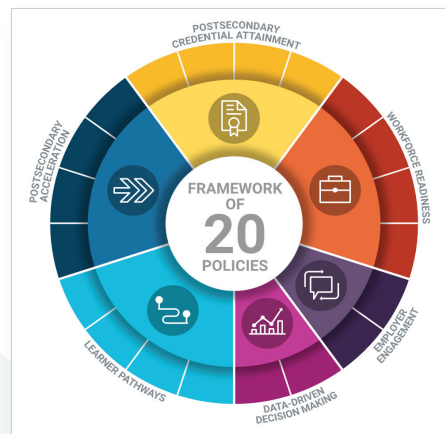 POSTSECONDARY
CREDENTIAL ATTAINMENT
WORKFORCE READINESS
EMPLOYER
ENGAGEMENT
DATA-DRIVEN
DECISION MAKING
LEARNER PATHWAYS
POSTSECONDARY
ACCELERATION
FRAMEWORK
OF
20
POLICIES